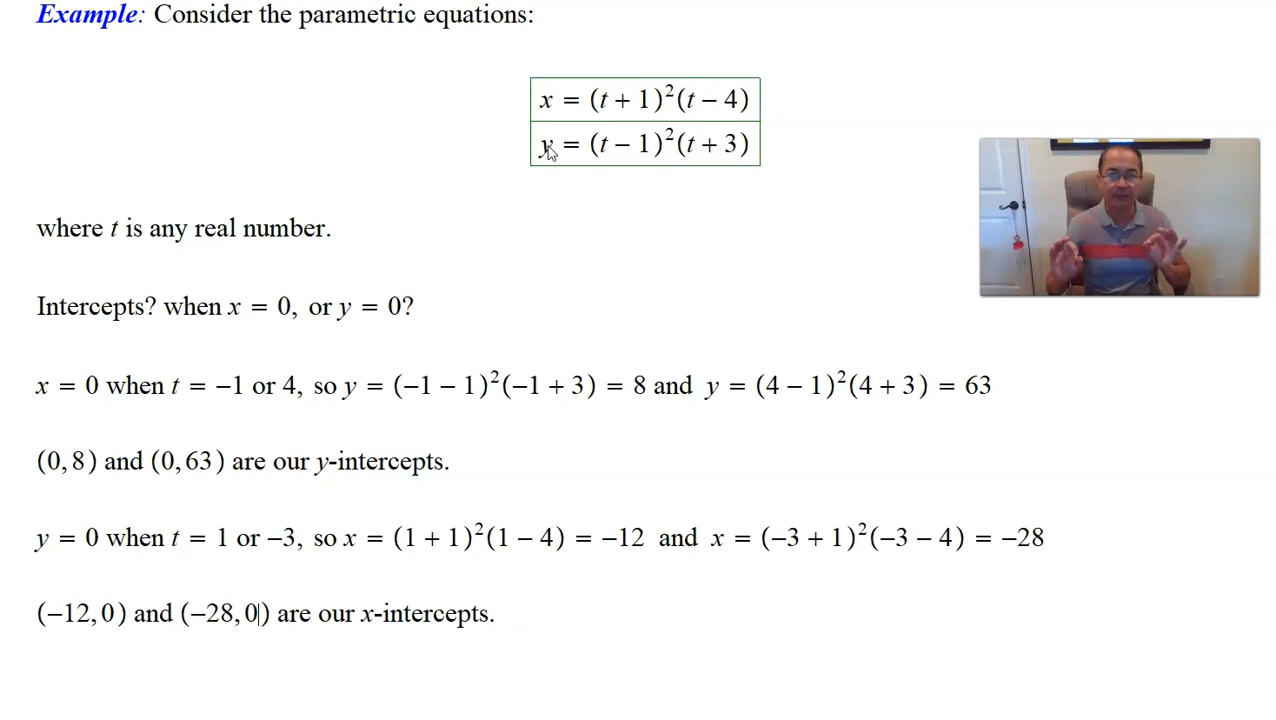 Example: Consider the parametric equations:
x = (t + 1)²(t − 4)
y = (t − 1)²(t + 3)
where t is any real number.
Intercepts? when x = 0, or y = 0?
x = 0 when t = −1 or 4, so y = (−1 − 1)²(−1 + 3) = 8 and y = (4 − 1)²(4 + 3) = 63
(0, 8) and (0, 63) are our y-intercepts.
y = 0 when t = 1 or −3, so x = (1 + 1)²(1 − 4) = −12 and x = (−3 + 1)²(−3 − 4) = −28
(−12, 0) and (−28, 0) are our x-intercepts.